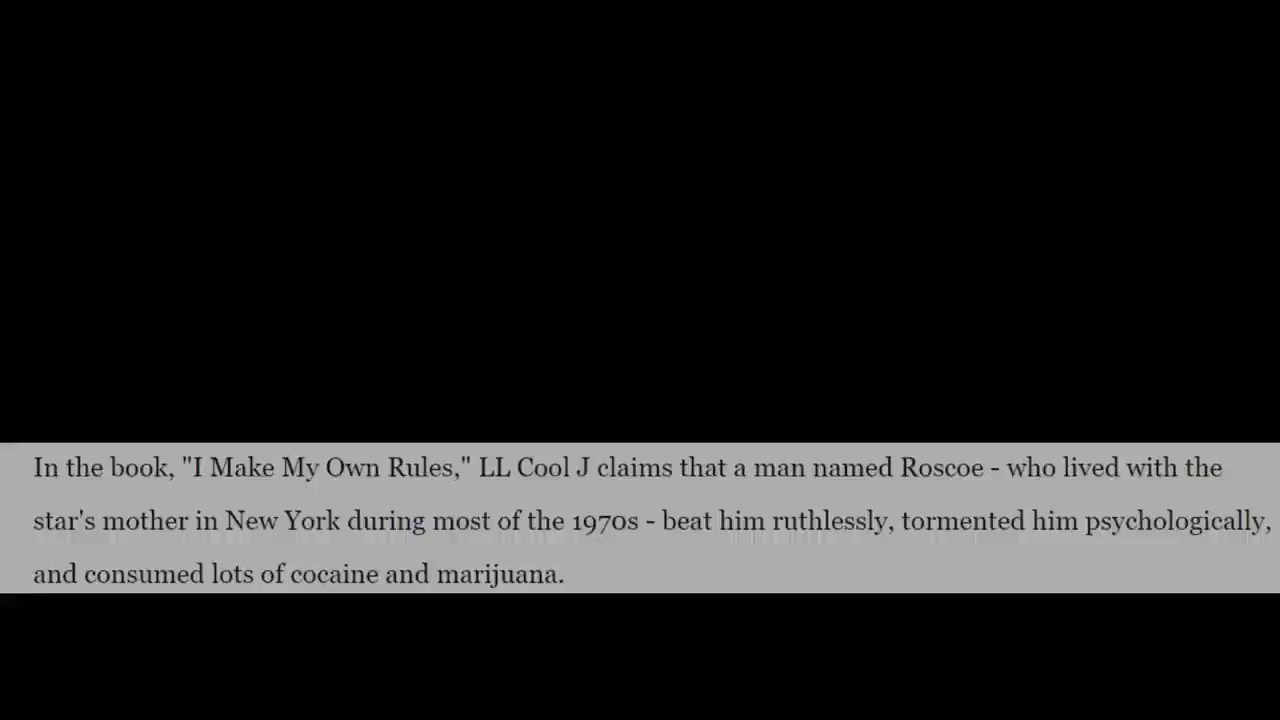 In the book, "I Make My Own Rules," LL Cool J claims that a man named Roscoe - who lived with the
star's mother in New York during most of the 1970s - beat him ruthlessly, tormented him psychologically,
and consumed lots of cocaine and marijuana.